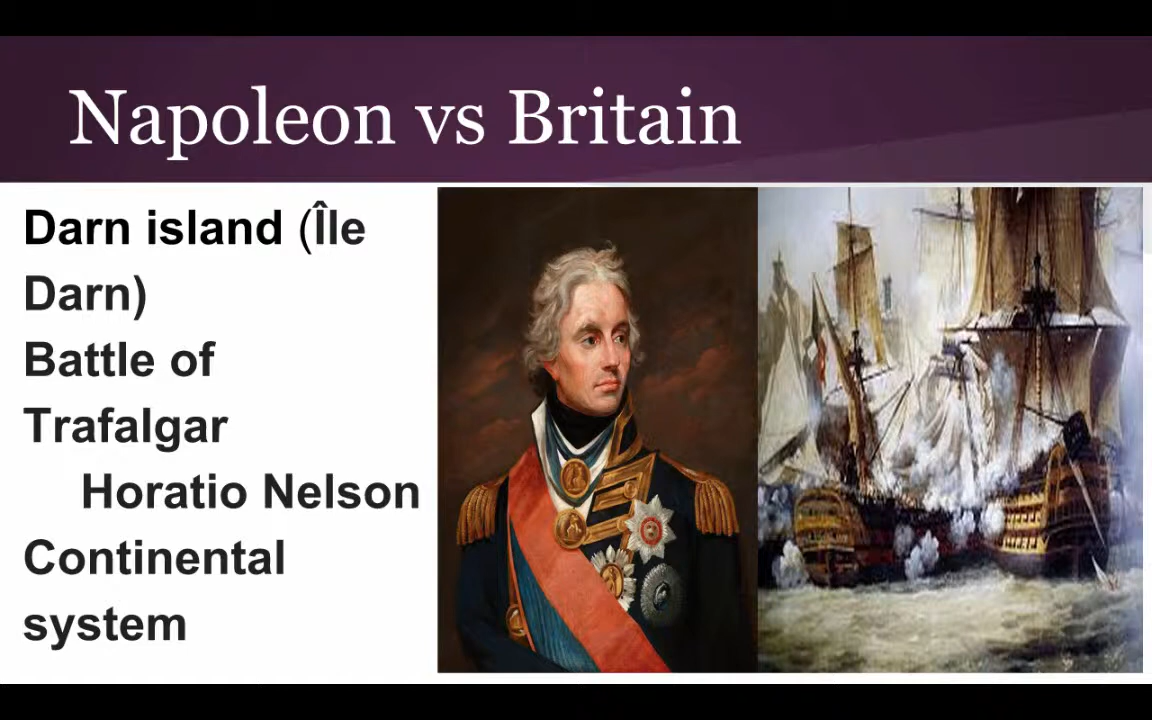 Napoleon vs Britain
Darn island (Île
Darn)
Battle of
Trafalgar
Horatio Nelson
Continental
system